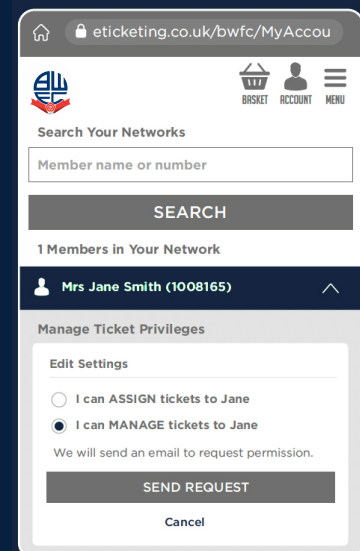 eticketing.co.uk/bwfc/MyAccou
BWFC
BASKET ACCOUNT MENU
Search Your Networks
Member name or number
SEARCH
1 Members in Your Network
Mrs Jane Smith (1008165)
Manage Ticket Privileges
Edit Settings
I can ASSIGN tickets to Jane
I can MANAGE tickets to Jane
We will send an email to request permission.
SEND REQUEST
Cancel